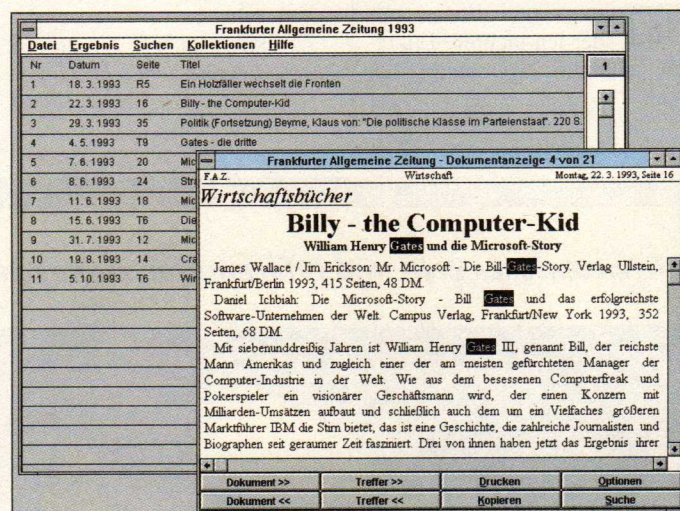 Frankfurter Allgemeine Zeitung 1993
Datei Ergebnis Suchen Kollektionen Hilfe
Nr Datum Seite Titel 1
1 18. 3. 1993 R5 Ein Holzfäller wechselt die Fronten
2 22. 3. 1993 16 Billy - the Computer-Kid
3 29. 3. 1993 35 Politik (Fortsetzung) Beyme, Klaus von: "Die politische Klasse im Parteienstaat". 220 S.
4 4. 5. 1993 T9 Gates - die dritte
5 7. 6. 1993 20 Mic
6 8. 6. 1993 24 Stra
7 11. 6. 1993 18 Mic
8 15. 6. 1993 T6 Die
9 31. 7. 1993 12 Mic
10 19. 8. 1993 14 Cra
11 5. 10. 1993 T6 Wir
Frankfurter Allgemeine Zeitung - Dokumentanzeige 4 von 21
F.A.Z. Wirtschaft Montag, 22. 3. 1993, Seite 16
Wirtschaftsbücher
Billy - the Computer-Kid
William Henry Gates und die Microsoft-Story
James Wallace / Jim Erickson: Mr. Microsoft - Die Bill-Gates-Story. Verlag Ullstein,
Frankfurt/Berlin 1993, 415 Seiten, 48 DM.
Daniel Ichbiah: Die Microsoft-Story - Bill Gates und das erfolgreichste
Software-Unternehmen der Welt. Campus Verlag, Frankfurt/New York 1993, 352
Seiten, 68 DM.
Mit siebenunddreißig Jahren ist William Henry Gates III, genannt Bill, der reichste
Mann Amerikas und zugleich einer der am meisten gefürchteten Manager der
Computer-Industrie in der Welt. Wie aus dem besessenen Computerfreak und
Pokerspieler ein visionärer Geschäftsmann wird, der einen Konzern mit
Milliarden-Umsätzen aufbaut und schließlich auch dem um ein Vielfaches größeren
Marktführer IBM die Stirn bietet, das ist eine Geschichte, die zahlreiche Journalisten und
Biographen seit geraumer Zeit fasziniert. Drei von ihnen haben jetzt das Ergebnis ihrer
Dokument >> Treffer >> Drucken Optionen
Dokument << Treffer << Kopieren Suche